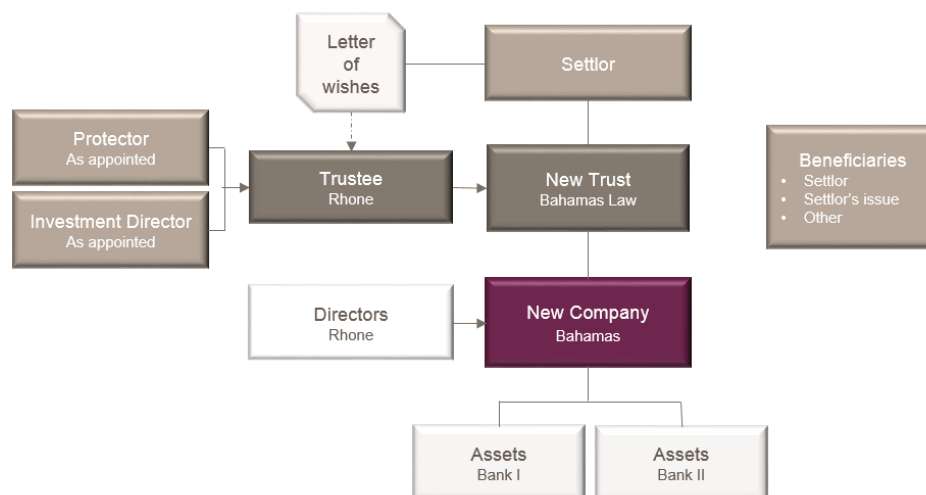 Letter
of
wishes
Settlor
Protector
As appointed
Investment Director
As appointed
Trustee
Rhone
New Trust
Bahamas Law
Beneficiaries
• Settlor
• Settlor's issue
• Other
Directors
Rhone
New Company
Bahamas
Assets
Bank I
Assets
Bank II